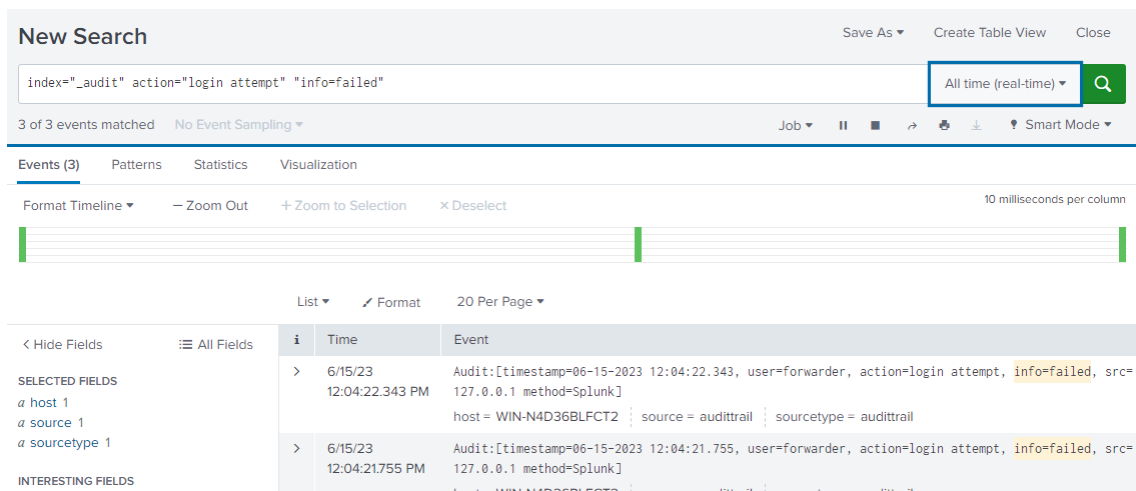 New Search
Save As Create Table View Close
index="_audit" action="login attempt" "info=failed"
All time (real-time)
3 of 3 events matched No Event Sampling
Job Smart Mode
Events (3) Patterns Statistics Visualization
Format Timeline – Zoom Out + Zoom to Selection × Deselect
10 milliseconds per column
List Format 20 Per Page
< Hide Fields All Fields
i Time Event
SELECTED FIELDS
a host 1
a source 1
a sourcetype 1
INTERESTING FIELDS
> 6/15/23
12:04:22.343 PM
Audit:[timestamp=06-15-2023 12:04:22.343, user=forwarder, action=login attempt, info=failed, src=
127.0.0.1 method=Splunk]
host = WIN-N4D36BLFCT2 source = audittrail sourcetype = audittrail
> 6/15/23
12:04:21.755 PM
Audit:[timestamp=06-15-2023 12:04:21.755, user=forwarder, action=login attempt, info=failed, src=
127.0.0.1 method=Splunk]